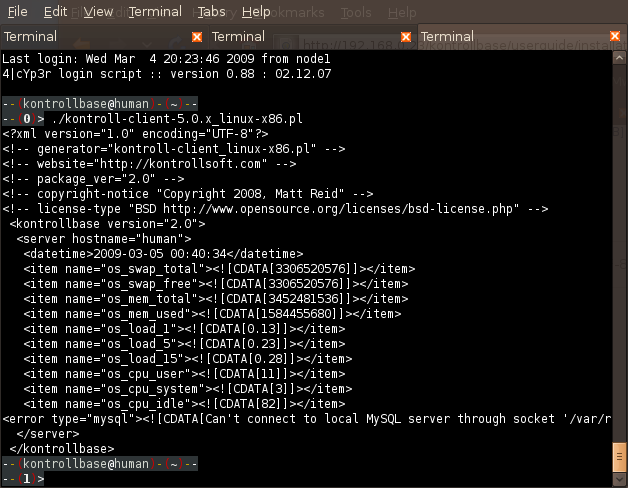 File Edit View Terminal Tabs Help
Terminal Terminal Terminal
Last login: Wed Mar  4 20:23:46 2009 from node1
4|cYp3r login script :: version 0.88 : 02.12.07
--[kontrollbase@human]-(~)--
--[0]> ./kontroll-client-5.0.x_linux-x86.pl
<?xml version="1.0" encoding="UTF-8"?>
<!-- generator="kontroll-client_linux-x86.pl" -->
<!-- website="http://kontrollsoft.com" -->
<!-- package_ver="2.0" -->
<!-- copyright-notice "Copyright 2008, Matt Reid" -->
<!-- license-type "BSD http://www.opensource.org/licenses/bsd-license.php" -->
 <kontrollbase version="2.0">
  <server hostname="human">
   <datetime>2009-03-05 00:40:34</datetime>
   <item name="os_swap_total"><![CDATA[3306520576]]></item>
   <item name="os_swap_free"><![CDATA[3306520576]]></item>
   <item name="os_mem_total"><![CDATA[3452481536]]></item>
   <item name="os_mem_used"><![CDATA[1584455680]]></item>
   <item name="os_load_1"><![CDATA[0.13]]></item>
   <item name="os_load_5"><![CDATA[0.23]]></item>
   <item name="os_load_15"><![CDATA[0.28]]></item>
   <item name="os_cpu_user"><![CDATA[11]]></item>
   <item name="os_cpu_system"><![CDATA[3]]></item>
   <item name="os_cpu_idle"><![CDATA[82]]></item>
<error type="mysql"><![CDATA[Can't connect to local MySQL server through socket '/var/r
  </server>
 </kontrollbase>
--[kontrollbase@human]-(~)--
--[1]>